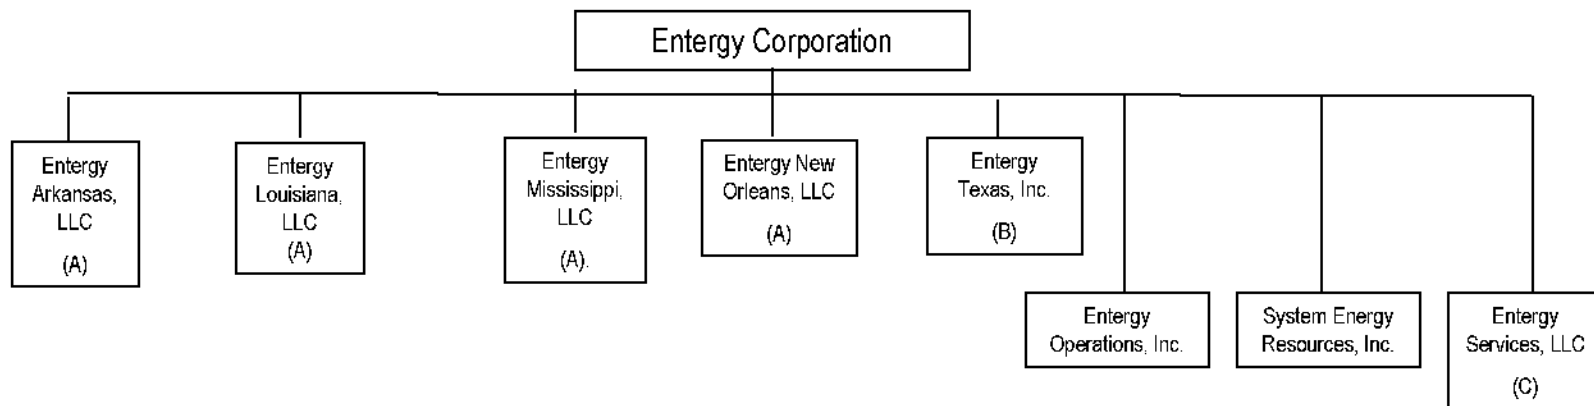 Entergy Corporation
Entergy
Arkansas,
LLC
(A)
Entergy
Louisiana,
LLC
(A)
Entergy
Mississippi,
LLC
(A).
Entergy New
Orleans, LLC
(A)
Entergy
Texas, Inc.
(B)
Entergy
Operations, Inc.
System Energy
Resources, Inc.
Entergy
Services, LLC
(C)